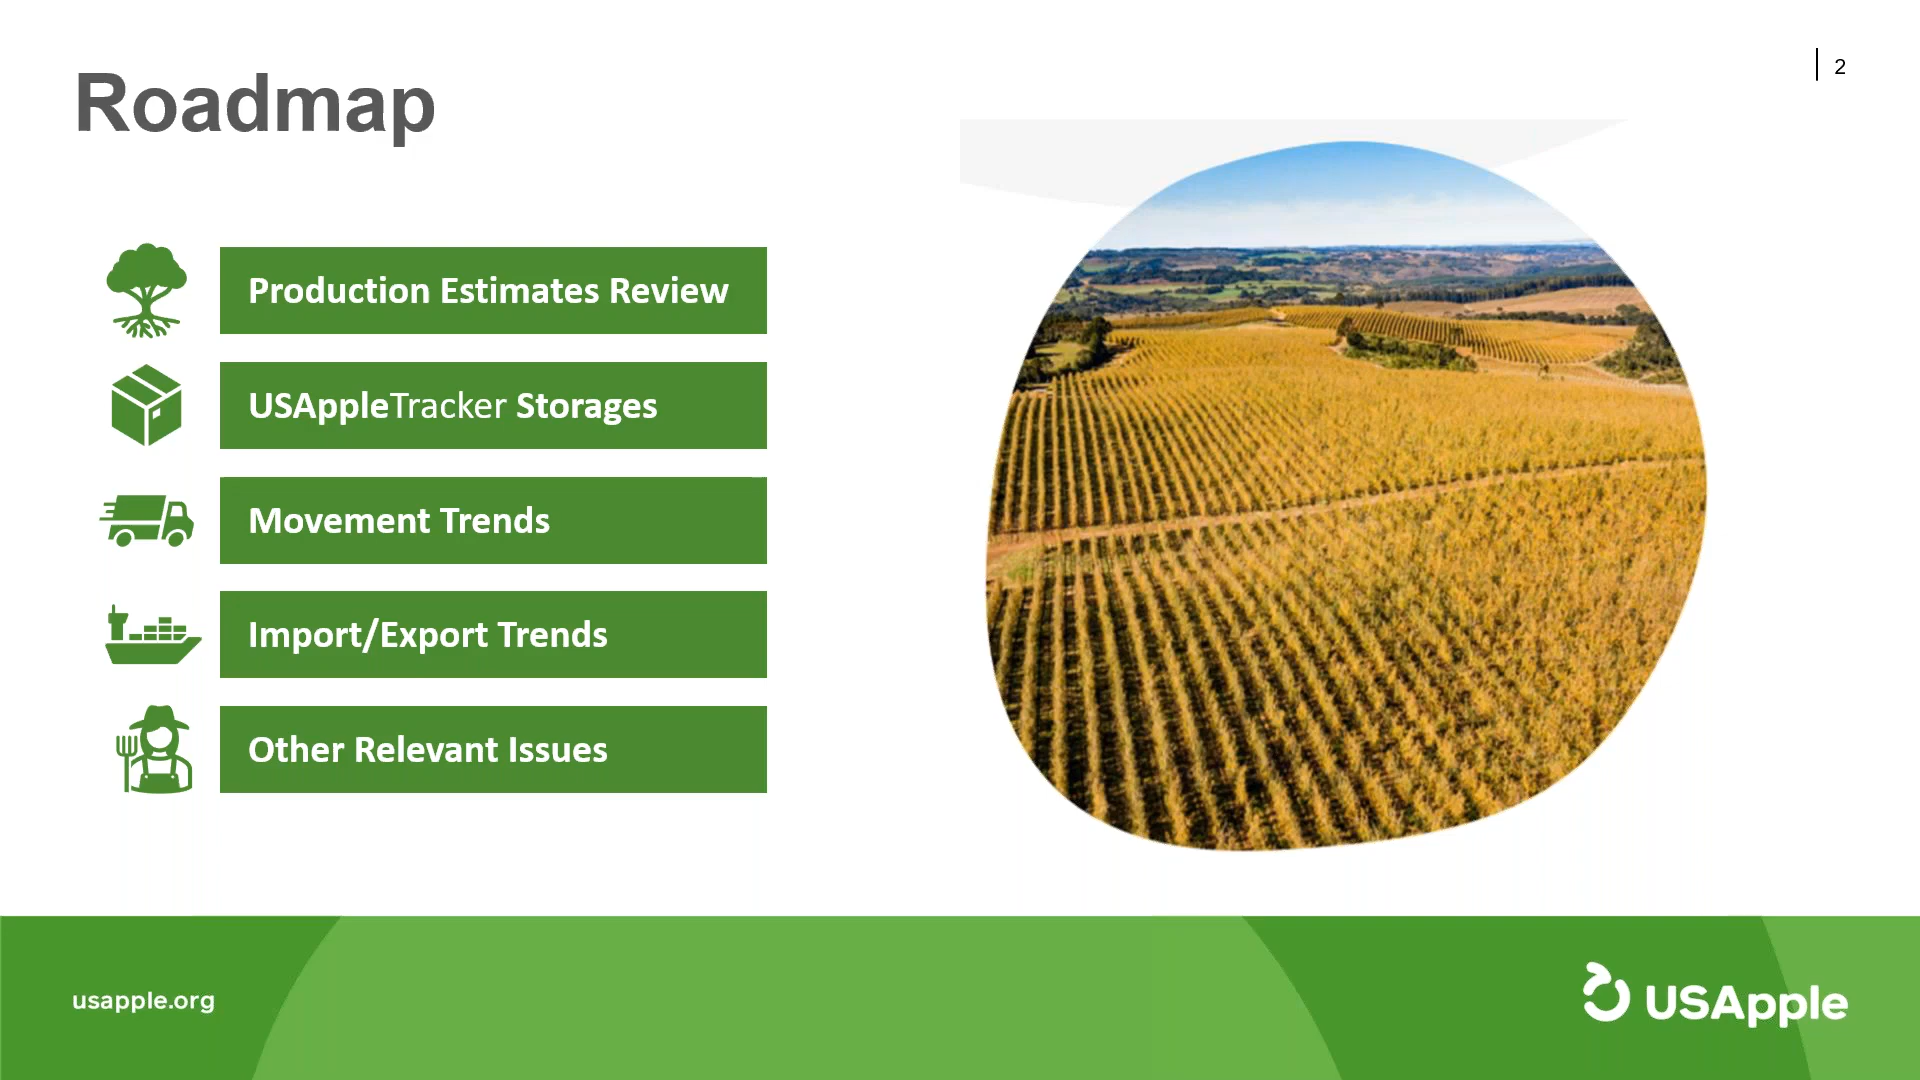 Roadmap
2
Production Estimates Review
USAppleTracker Storages
Movement Trends
Import/Export Trends
Other Relevant Issues
usapple.org
USApple